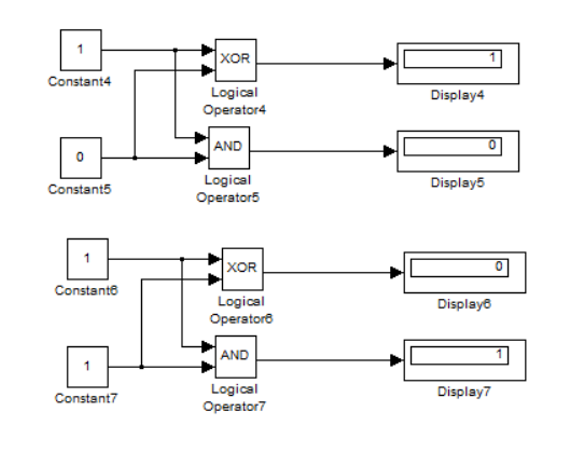 1
XOR
1
Constant4
Logical
Operator4
Display4
0
AND
0
Constant5
Logical
Operator5
Display5
1
XOR
0
Constant6
Logical
Operator6
Display6
1
AND
1
Constant7
Logical
Operator7
Display7